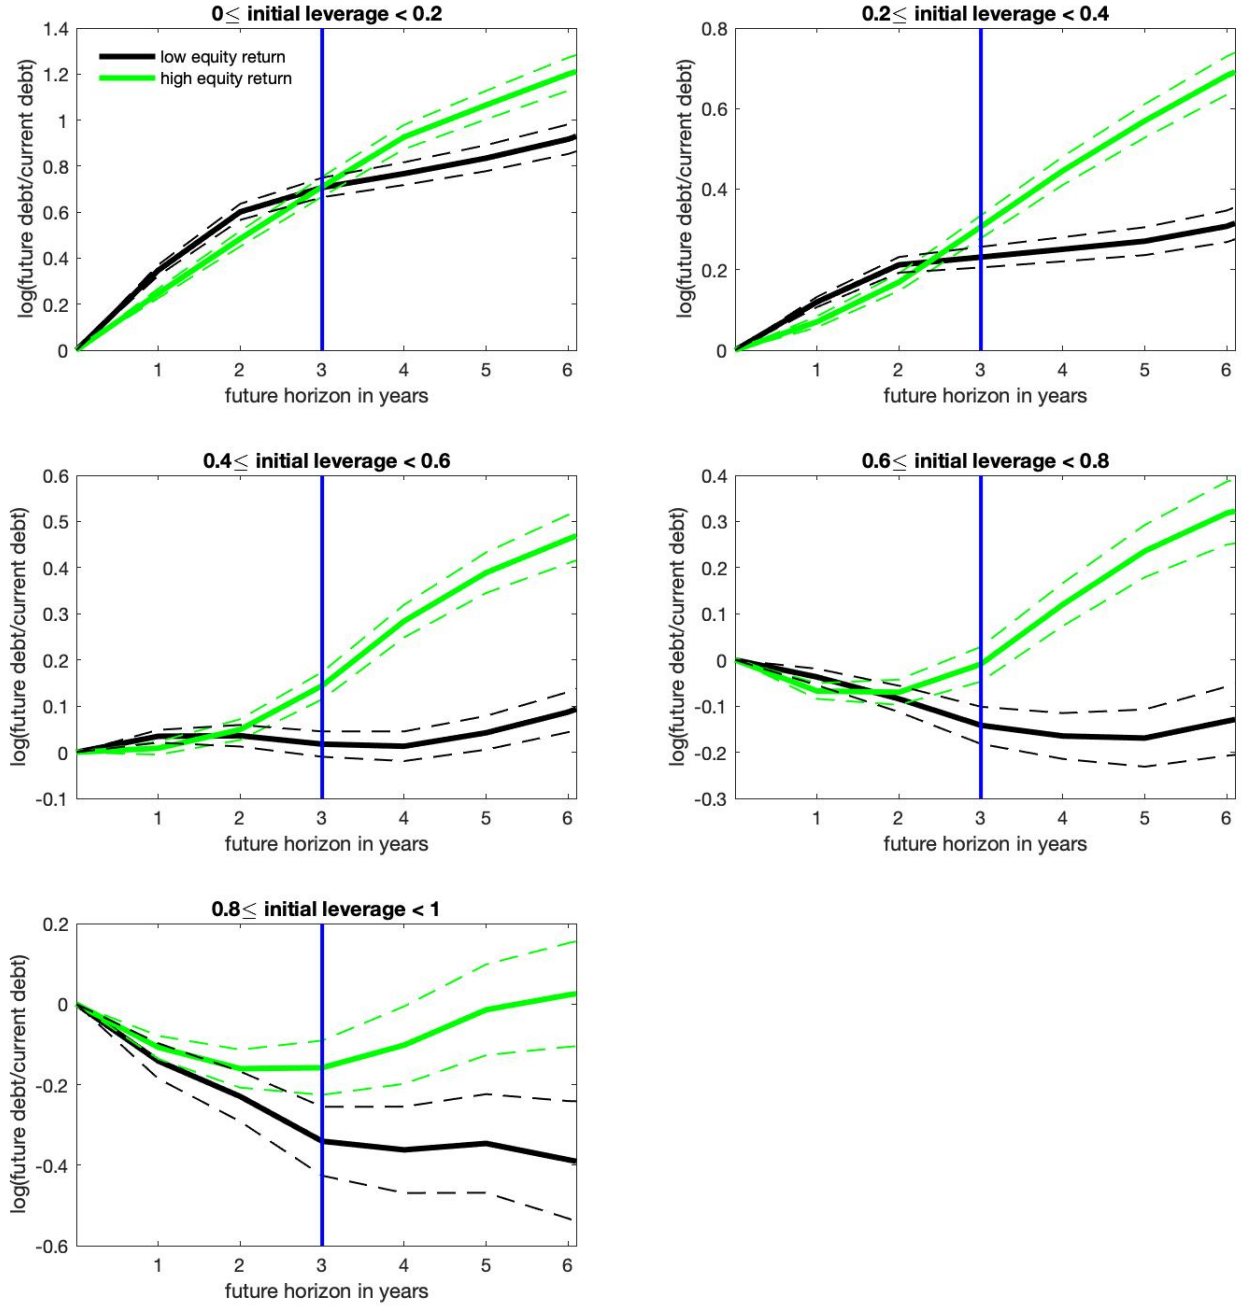 0≤ initial leverage < 0.2
1.4
1.2
1
0.8
0.6
0.4
0.2
0
log(future debt/current debt)
low equity return
high equity return
1 2 3 4 5 6
future horizon in years
0.2≤ initial leverage < 0.4
0.8
0.6
0.4
0.2
0
log(future debt/current debt)
1 2 3 4 5 6
future horizon in years
0.4≤ initial leverage < 0.6
0.6
0.5
0.4
0.3
0.2
0.1
0
-0.1
log(future debt/current debt)
1 2 3 4 5 6
future horizon in years
0.6≤ initial leverage < 0.8
0.4
0.3
0.2
0.1
0
-0.1
-0.2
-0.3
log(future debt/current debt)
1 2 3 4 5 6
future horizon in years
0.8≤ initial leverage < 1
0.2
0
-0.2
-0.4
-0.6
log(future debt/current debt)
1 2 3 4 5 6
future horizon in years